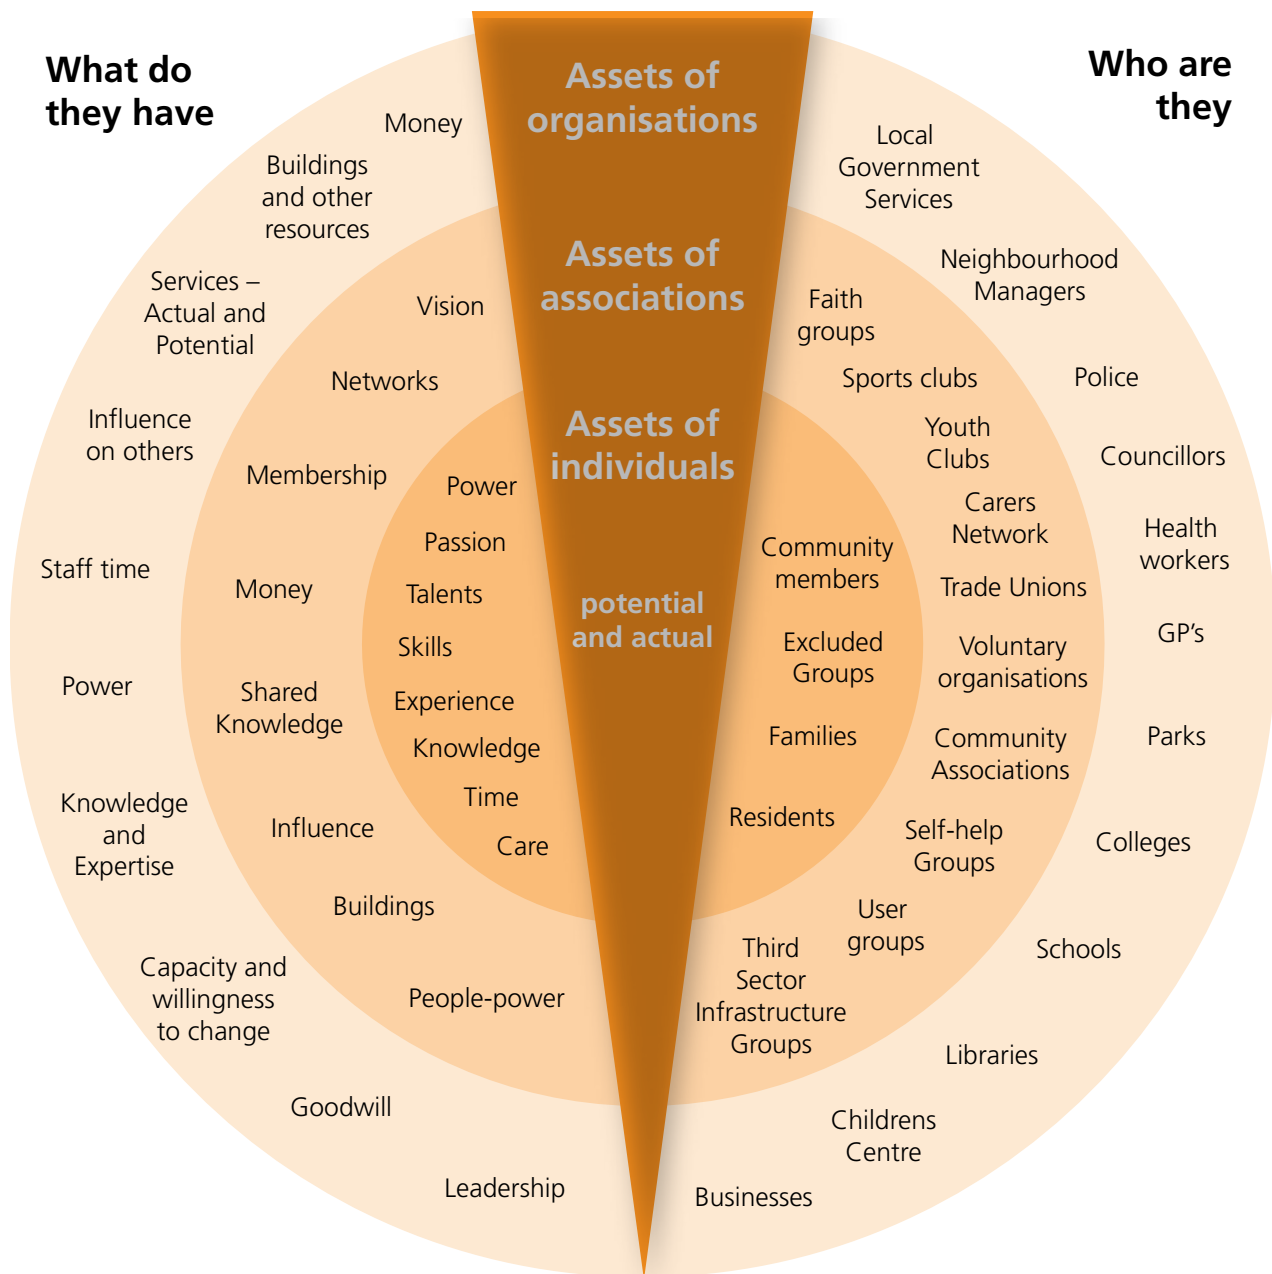 What do
they have
Who are
they
Assets of
organisations
Assets of
associations
Assets of
individuals
potential
and actual
Money
Buildings
and other
resources
Services –
Actual and
Potential
Influence
on others
Staff time
Power
Knowledge
and
Expertise
Capacity and
willingness
to change
Goodwill
Leadership
Vision
Networks
Membership
Money
Shared
Knowledge
Influence
Buildings
People-power
Power
Passion
Talents
Skills
Experience
Knowledge
Time
Care
Community
members
Excluded
Groups
Families
Residents
Faith
groups
Sports clubs
Youth
Clubs
Carers
Network
Trade Unions
Voluntary
organisations
Community
Associations
Self-help
Groups
User
groups
Third
Sector
Infrastructure
Groups
Local
Government
Services
Neighbourhood
Managers
Police
Councillors
Health
workers
GP’s
Parks
Colleges
Schools
Libraries
Childrens
Centre
Businesses